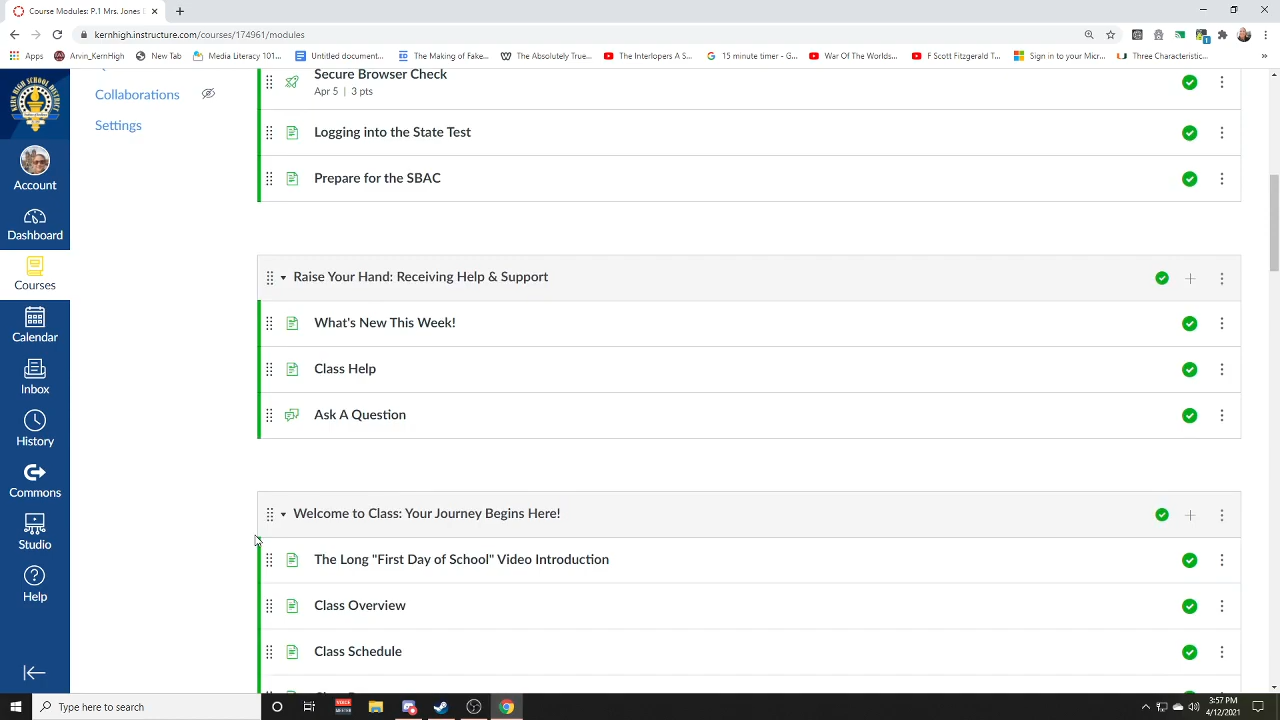 Course Modules: P.1 Mrs. Jones
kernhigh.instructure.com/courses/174961/modules
Apps
Arvin_KernHigh
New Tab
Media Literacy 101...
Untitled document...
The Making of Fals...
The Absolutely True...
The Interlopers A S...
15 minute timer - G...
War Of The Worlds...
F Scott Fitzgerald D...
Sign in to your Micr...
Three Characteristic...
Collaborations
Settings
Account
Dashboard
Courses
Calendar
Inbox
History
Commons
Studio
Help
Secure Browser Check
Apr 5 | 3 pts
Logging into the State Test
Prepare for the SBAC
Raise Your Hand: Receiving Help & Support
What's New This Week!
Class Help
Ask A Question
Welcome to Class: Your Journey Begins Here!
The Long "First Day of School" Video Introduction
Class Overview
Class Schedule
Type here to search
VOICE
MEETER
3:57 PM
4/12/2021